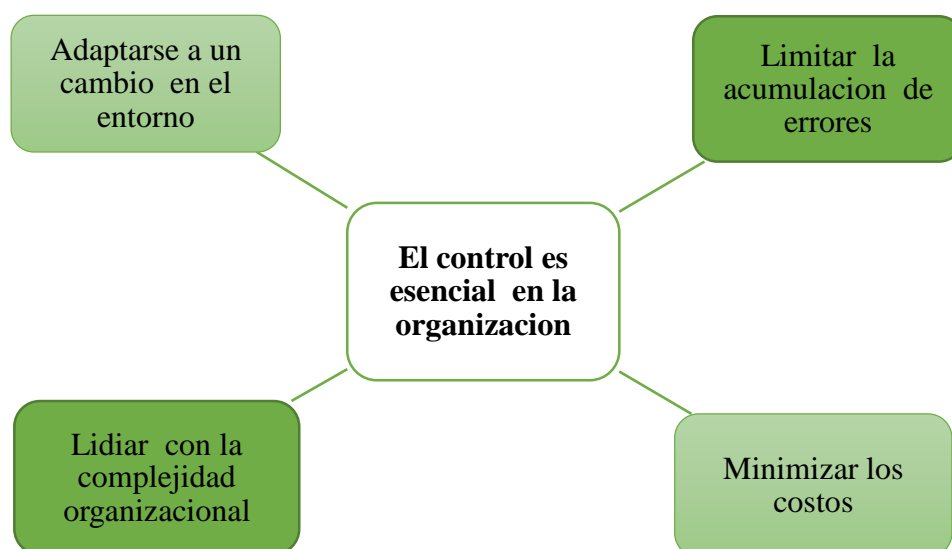 Adaptarse a un
cambio en el
entorno
Limitar la
acumulacion de
errores
El control es
esencial en la
organizacion
Lidiar con la
complejidad
organizacional
Minimizar los
costos